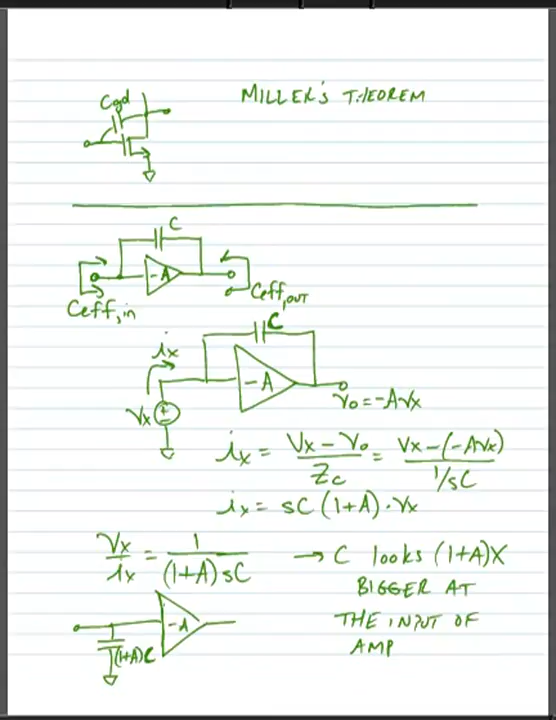 MILLER'S THEOREM
Cgd
C
-A
Ceff,in
Ceff,out
C
ix
-A
Vx
Vo = -AVx
ix = (Vx - Vo)/Zc = (Vx - (-AVx))/(1/sC)
ix = sC(1+A)·Vx
Vx/ix = 1/((1+A)sC) → C looks (1+A)X
BIGGER AT
THE INPUT OF
AMP
-A
(1+A)C